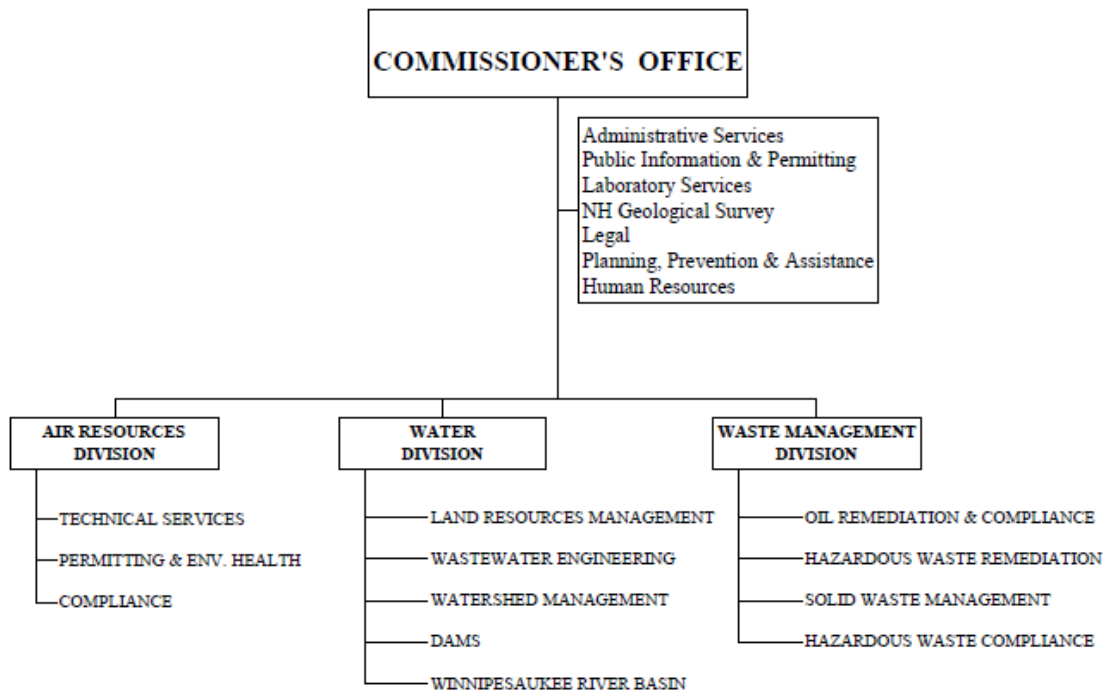 COMMISSIONER'S OFFICE
Administrative Services
Public Information & Permitting
Laboratory Services
NH Geological Survey
Legal
Planning, Prevention & Assistance
Human Resources
AIR RESOURCES
DIVISION
TECHNICAL SERVICES
PERMITTING & ENV. HEALTH
COMPLIANCE
WATER
DIVISION
LAND RESOURCES MANAGEMENT
WASTEWATER ENGINEERING
WATERSHED MANAGEMENT
DAMS
WINNIPESAUKEE RIVER BASIN
WASTE MANAGEMENT
DIVISION
OIL REMEDIATION & COMPLIANCE
HAZARDOUS WASTE REMEDIATION
SOLID WASTE MANAGEMENT
HAZARDOUS WASTE COMPLIANCE